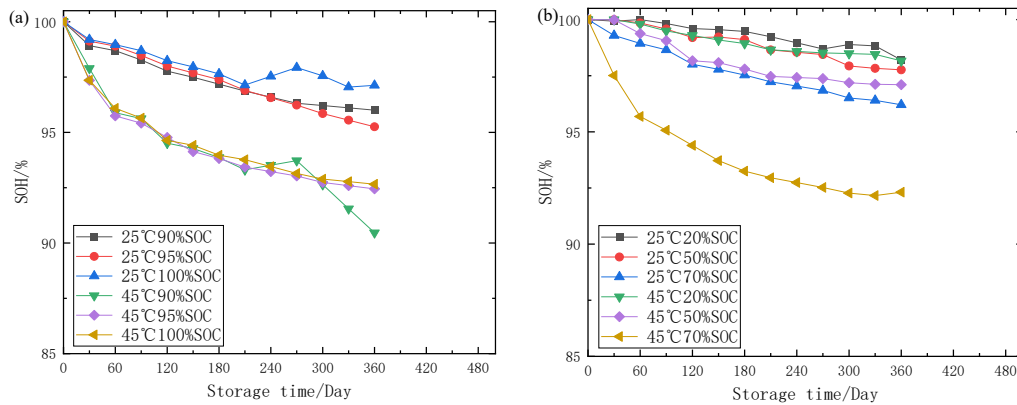 (a)
SOH/%
100
95
90
85
0 60 120 180 240 300 360 420 480
Storage time/Day
25℃90%SOC
25℃95%SOC
25℃100%SOC
45℃90%SOC
45℃95%SOC
45℃100%SOC
(b)
SOH/%
100
95
90
85
0 60 120 180 240 300 360 420 480
Storage time/Day
25℃20%SOC
25℃50%SOC
25℃70%SOC
45℃20%SOC
45℃50%SOC
45℃70%SOC